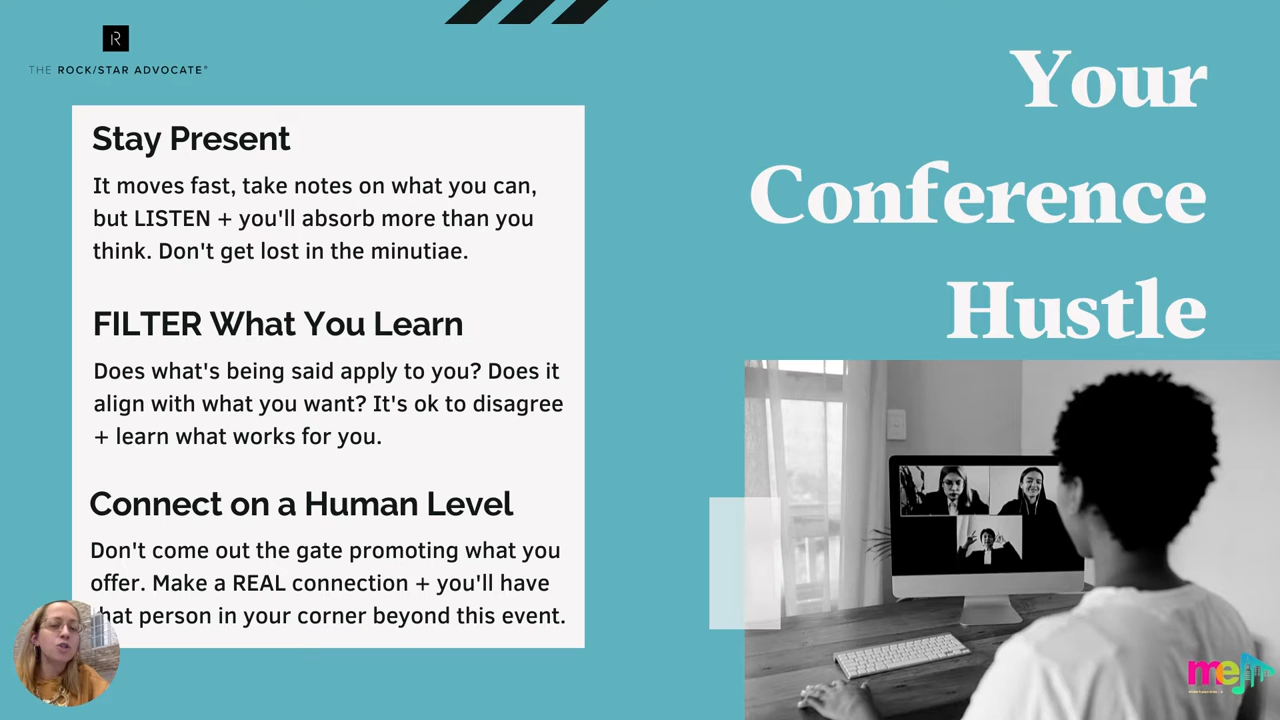 R
THE ROCK/STAR ADVOCATE®
Your
Conference
Hustle
Stay Present
It moves fast, take notes on what you can,
but LISTEN + you'll absorb more than you
think. Don't get lost in the minutiae.
FILTER What You Learn
Does what's being said apply to you? Does it
align with what you want? It's ok to disagree
+ learn what works for you.
Connect on a Human Level
Don't come out the gate promoting what you
offer. Make a REAL connection + you'll have
that person in your corner beyond this event.
mej